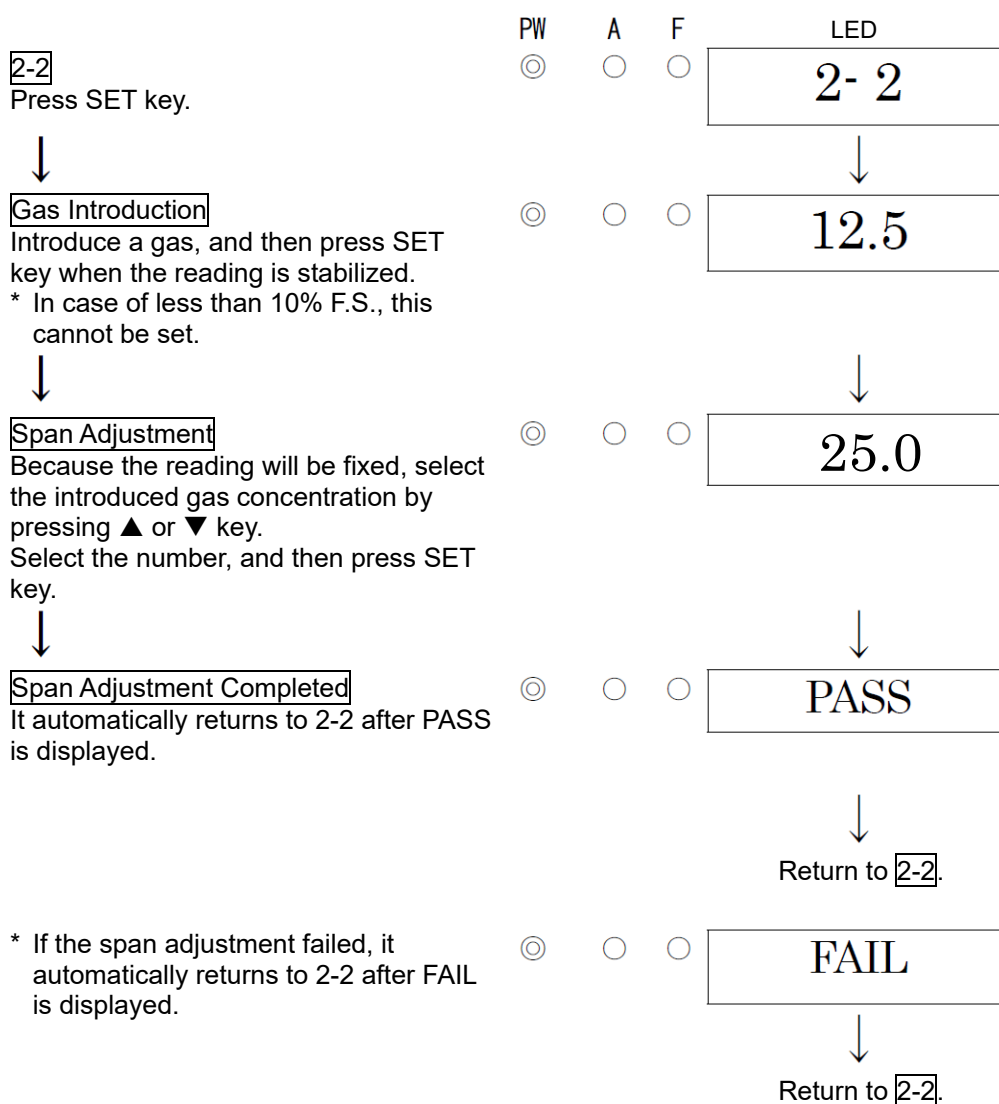 PW A F LED
2-2
Press SET key.
2- 2
↓ ↓
Gas Introduction
Introduce a gas, and then press SET
key when the reading is stabilized.
* In case of less than 10% F.S., this
cannot be set.
12.5
↓ ↓
Span Adjustment
Because the reading will be fixed, select
the introduced gas concentration by
pressing ▲ or ▼ key.
Select the number, and then press SET
key.
25.0
↓ ↓
Span Adjustment Completed
It automatically returns to 2-2 after PASS
is displayed.
PASS
↓
Return to 2-2.
* If the span adjustment failed, it
automatically returns to 2-2 after FAIL
is displayed.
FAIL
↓
Return to 2-2.